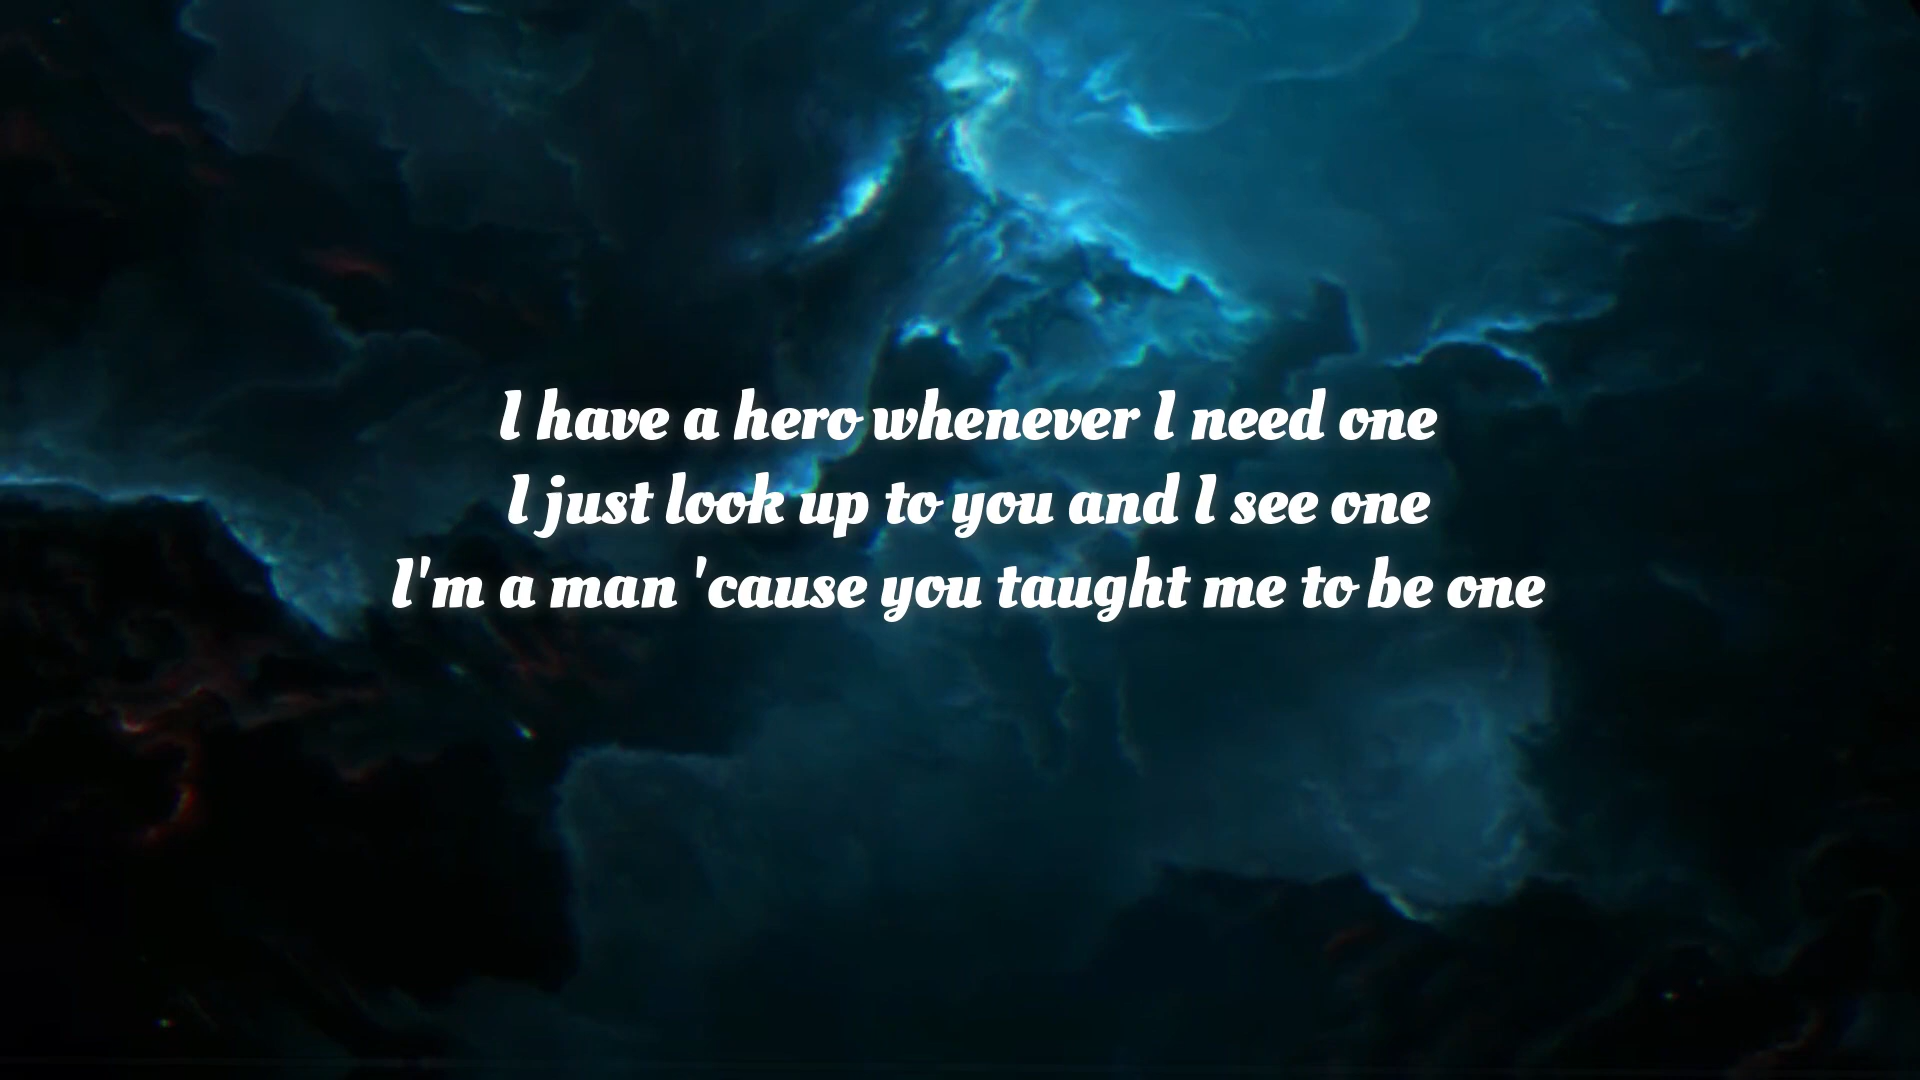 I have a hero whenever I need one
I just look up to you and I see one
I'm a man 'cause you taught me to be one